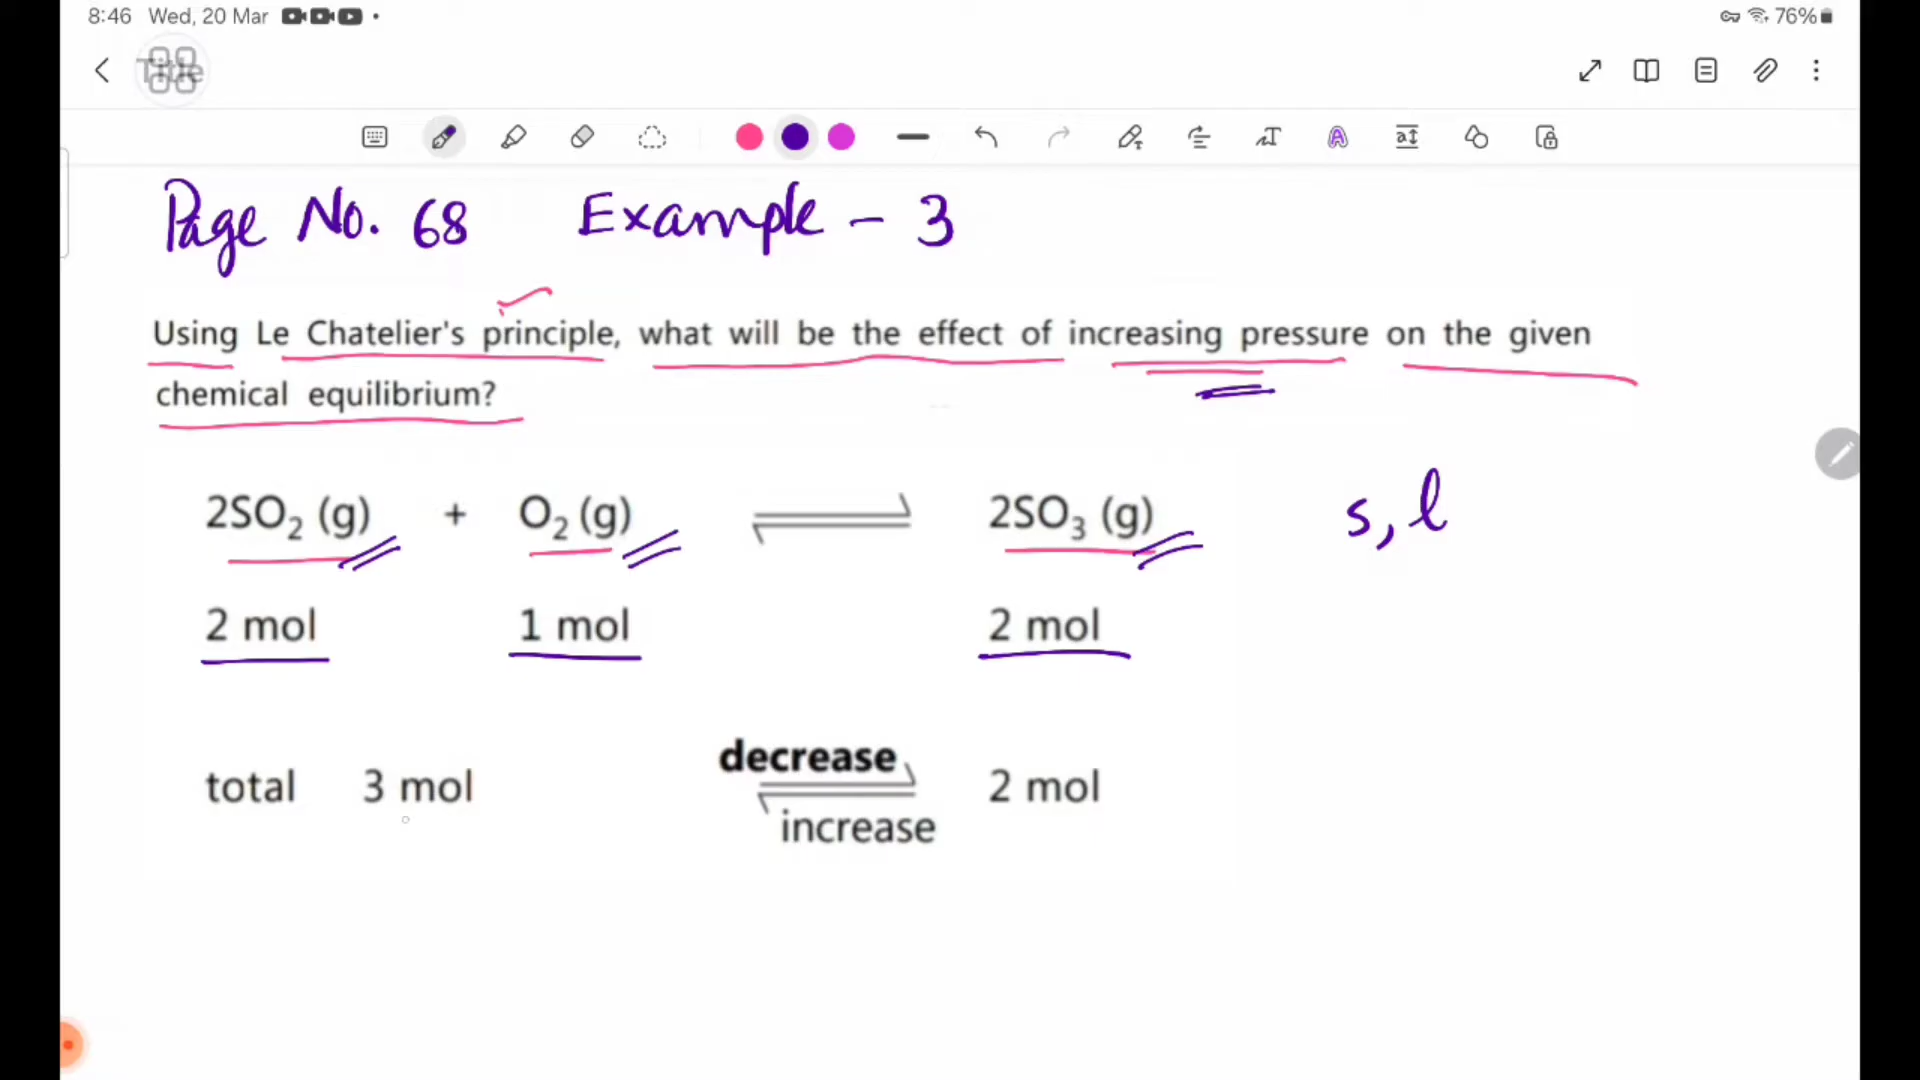 8:46 Wed, 20 Mar 76%
Title
Page No. 68 Example - 3
Using Le Chatelier's principle, what will be the effect of increasing pressure on the given
chemical equilibrium?
2SO₂ (g) + O₂ (g) ⇌ 2SO₃ (g) s, l
2 mol 1 mol 2 mol
decrease
total 3 mol ⇌ 2 mol
increase